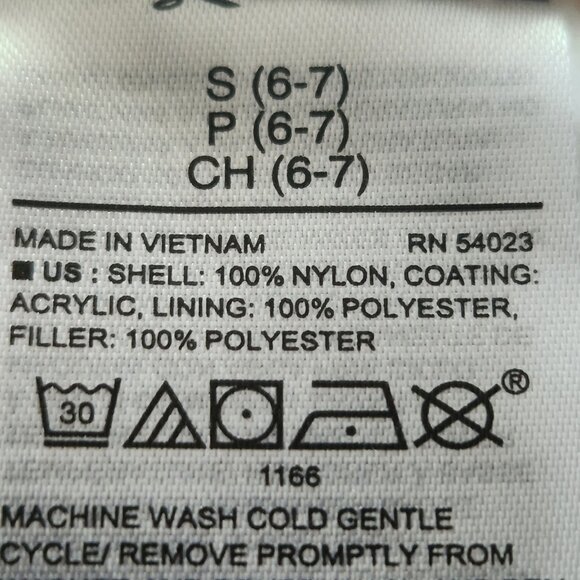 S (6-7)
P (6-7)
CH (6-7)
MADE IN VIETNAM RN 54023
US : SHELL: 100% NYLON, COATING:
ACRYLIC, LINING: 100% POLYESTER,
FILLER: 100% POLYESTER
30 ®
1166
MACHINE WASH COLD GENTLE
CYCLE/ REMOVE PROMPTLY FROM